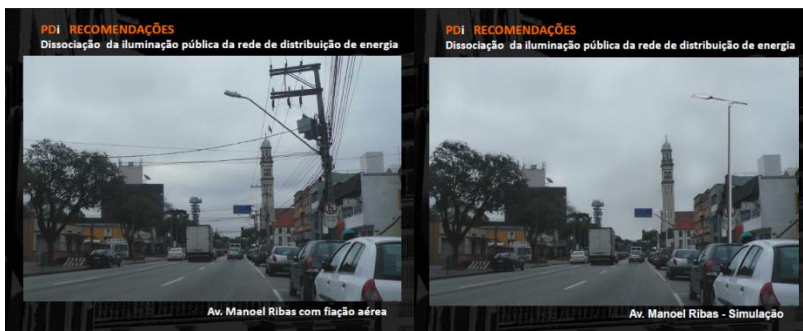 PDi RECOMENDAÇÕES
Dissociação da iluminação pública da rede de distribuição de energia
Av. Manoel Ribas com fiação aérea
PDi RECOMENDAÇÕES
Dissociação da iluminação pública da rede de distribuição de energia
Av. Manoel Ribas - Simulação